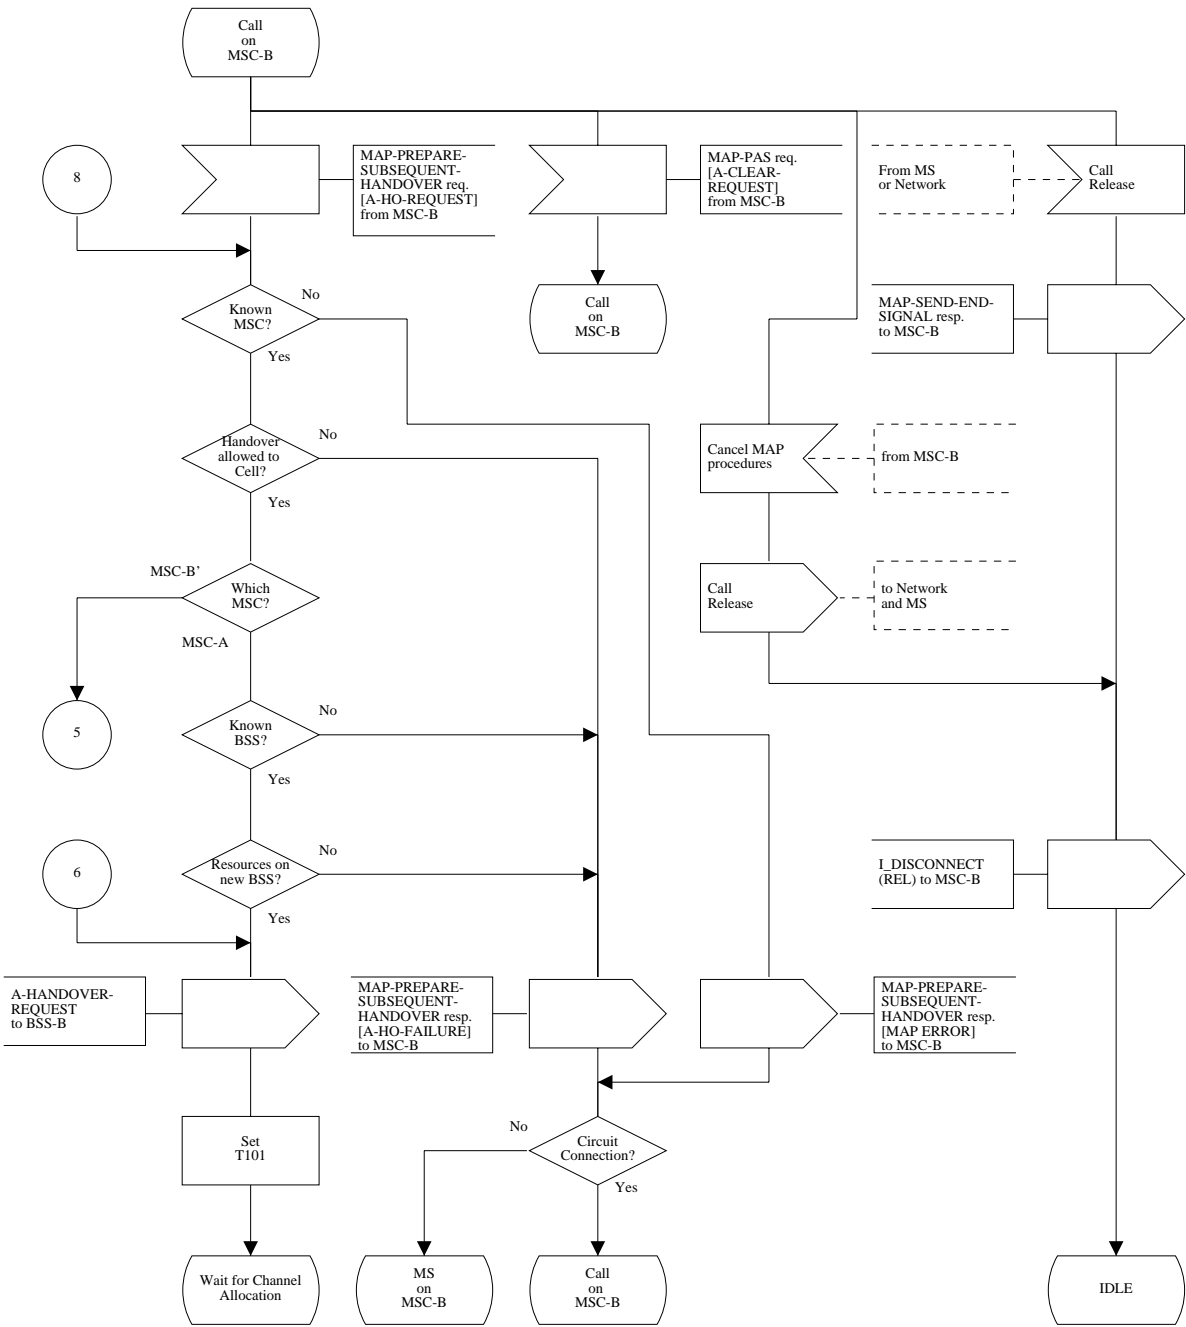 Call
on
MSC-B
8
MAP-PREPARE-
SUBSEQUENT-
HANDOVER req.
[A-HO-REQUEST]
from MSC-B
MAP-PAS req.
[A-CLEAR-
REQUEST]
from MSC-B
From MS
or Network
Call
Release
Known
MSC?
No
Yes
Call
on
MSC-B
MAP-SEND-END-
SIGNAL resp.
to MSC-B
Handover
allowed to
Cell?
No
Yes
Cancel MAP
procedures
from MSC-B
MSC-B’
Which
MSC?
MSC-A
Call
Release
to Network
and MS
5
Known
BSS?
No
Yes
6
Resources on
new BSS?
No
Yes
I_DISCONNECT
(REL) to MSC-B
A-HANDOVER-
REQUEST
to BSS-B
MAP-PREPARE-
SUBSEQUENT-
HANDOVER resp.
[A-HO-FAILURE]
to MSC-B
MAP-PREPARE-
SUBSEQUENT-
HANDOVER resp.
[MAP ERROR]
to MSC-B
Set
T101
No
Circuit
Connection?
Yes
Wait for Channel
Allocation
MS
on
MSC-B
Call
on
MSC-B
IDLE